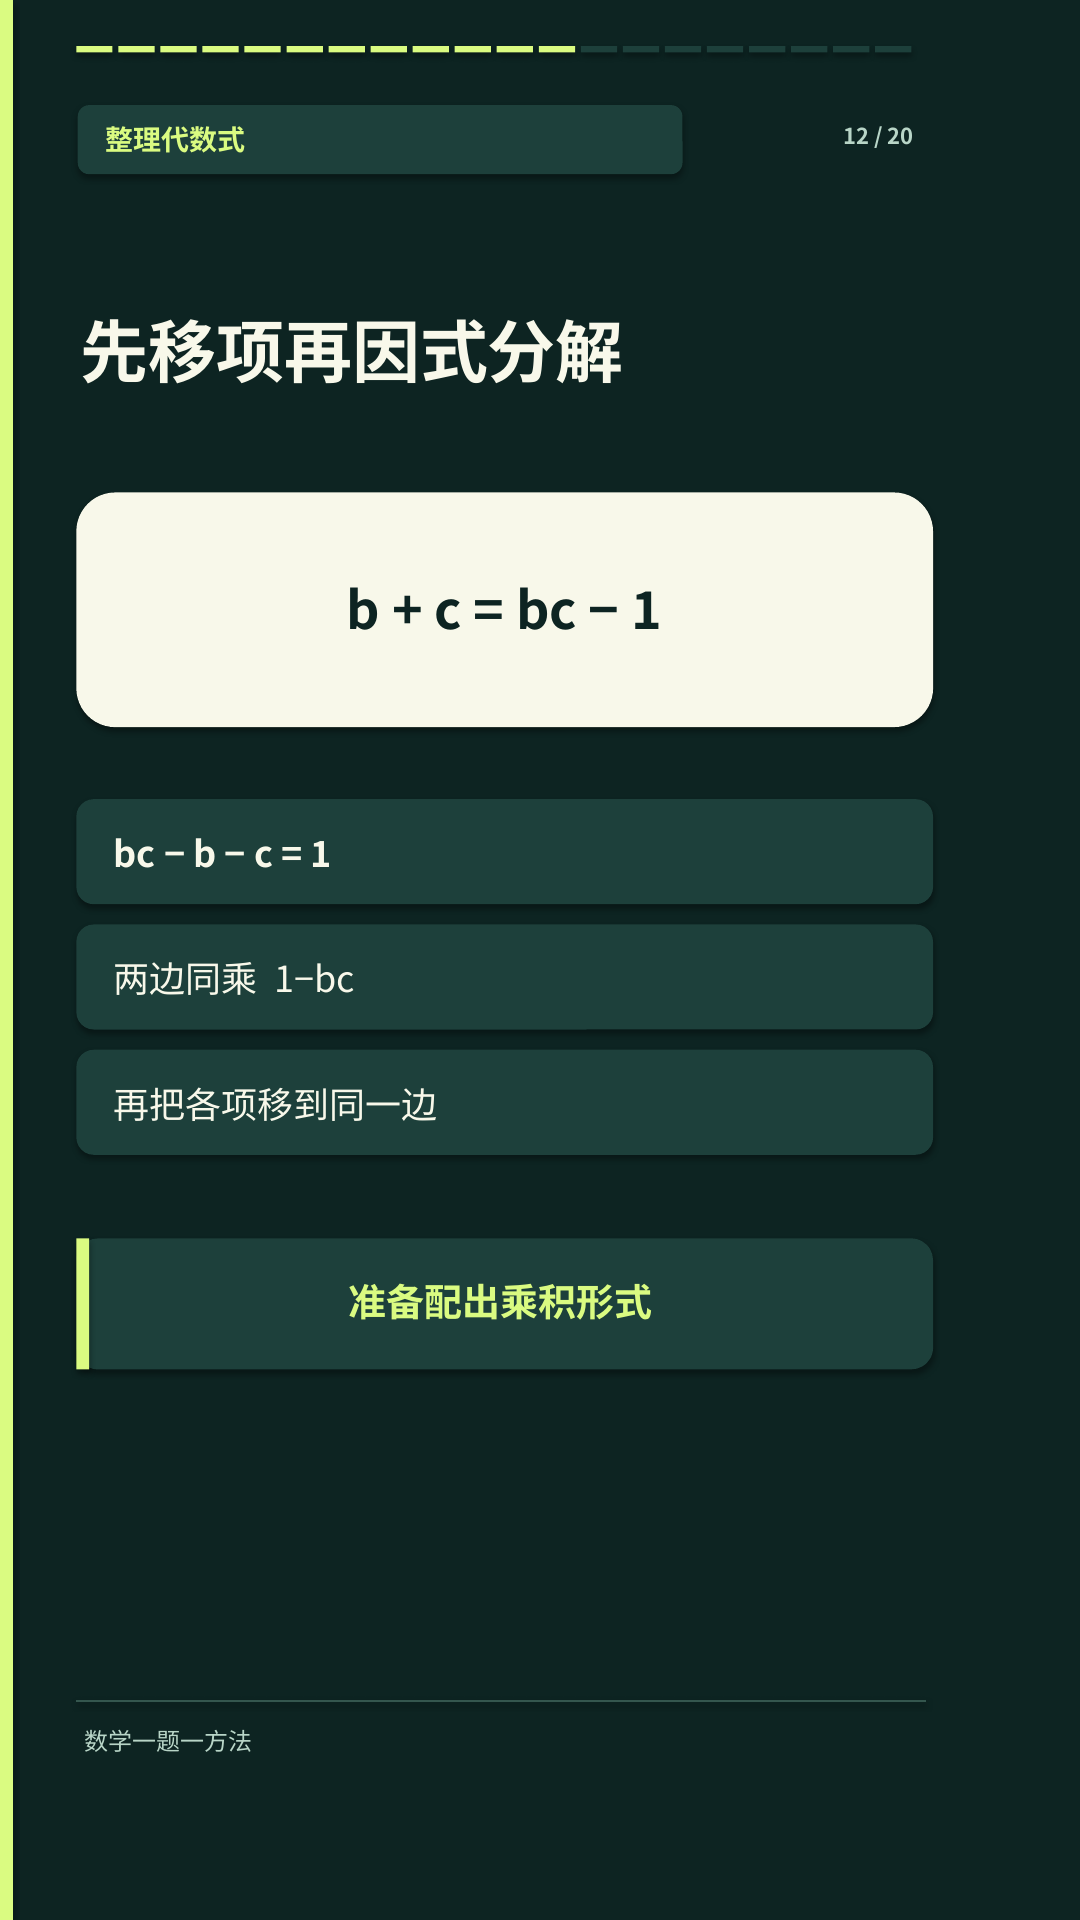 整理代数式
12 / 20
先移项再因式分解
b + c = bc − 1
bc − b − c = 1
两边同乘 1−bc
再把各项移到同一边
准备配出乘积形式
数学一题一方法